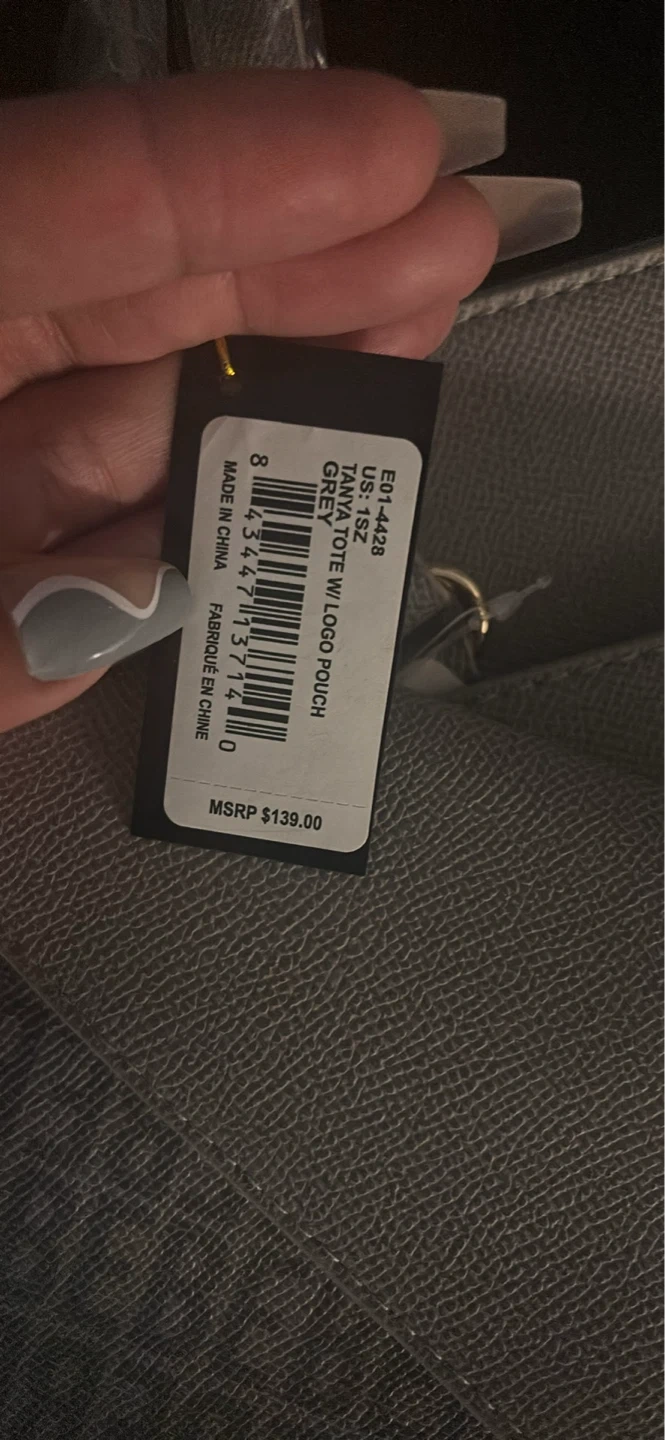 E01-4428
US: 1SZ
TANYA TOTE W/ LOGO POUCH
GREY
8 43447 13714 0
MADE IN CHINA FABRIQUÉ EN CHINE
MSRP $139.00